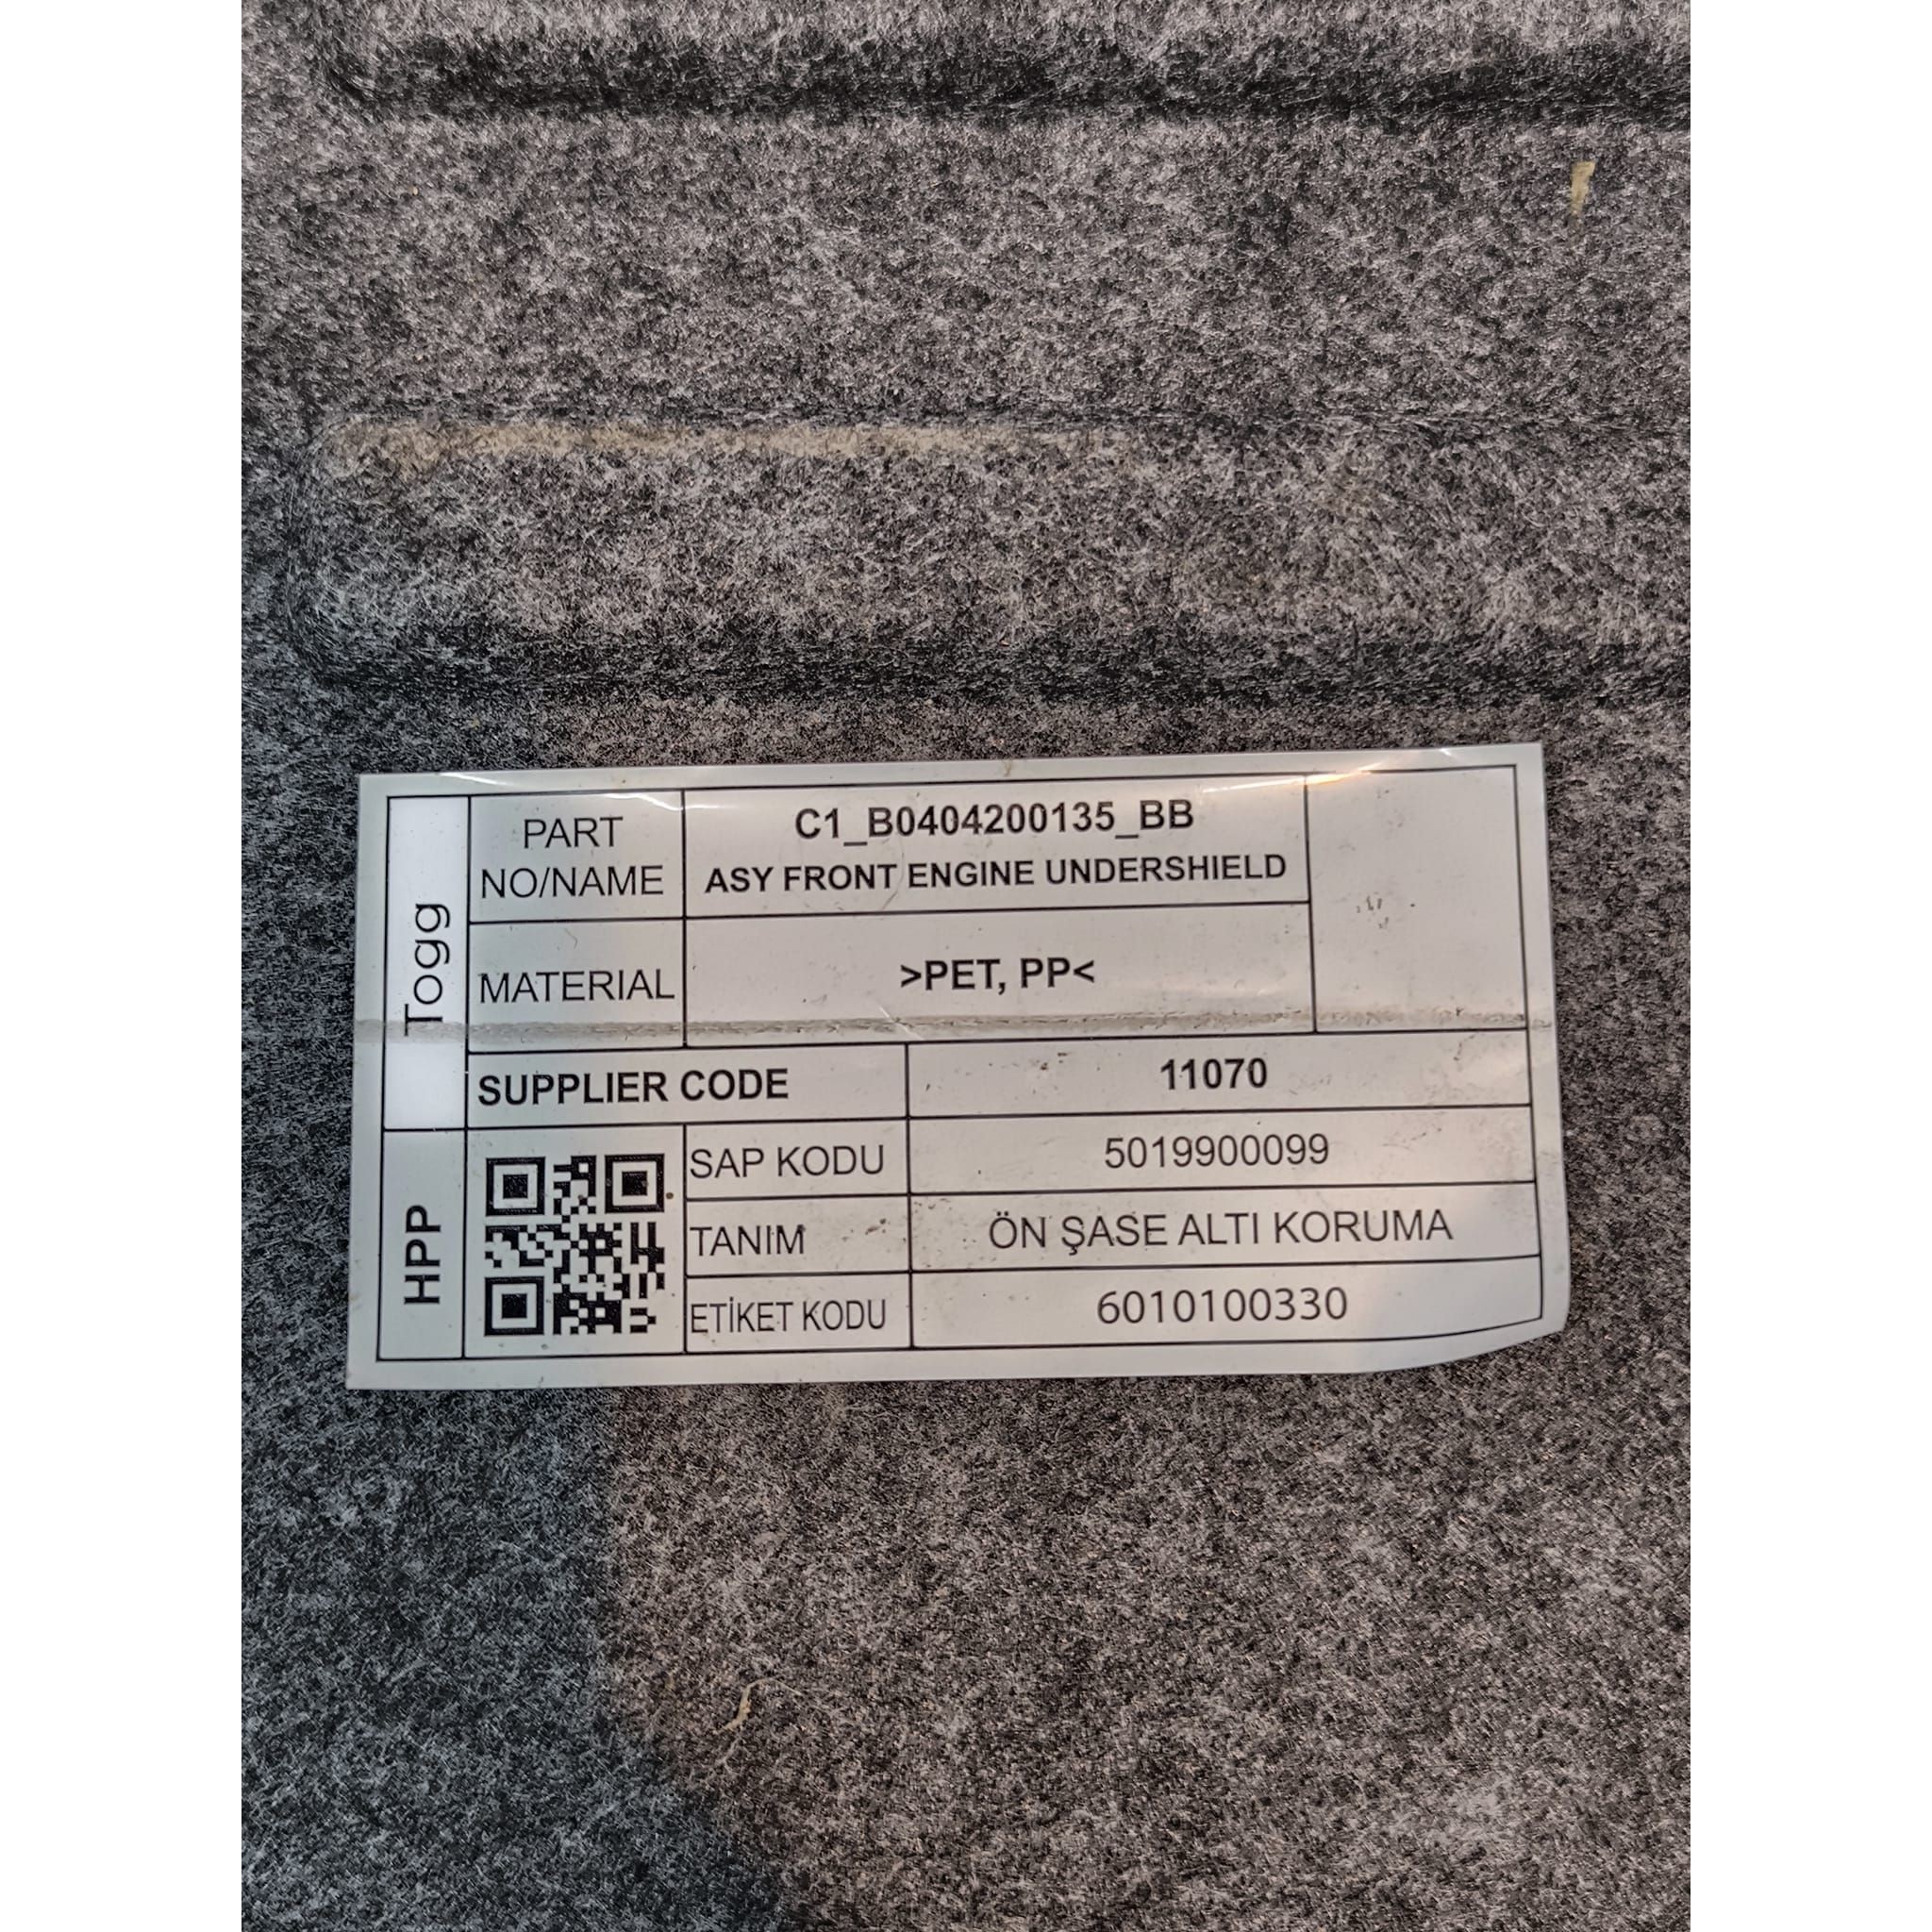 Togg
PART
NO/NAME
C1_B0404200135_BB
ASY FRONT ENGINE UNDERSHIELD
MATERIAL
>PET, PP<
SUPPLIER CODE
11070
HPP
SAP KODU
5019900099
TANIM
ÖN ŞASE ALTI KORUMA
ETİKET KODU
6010100330